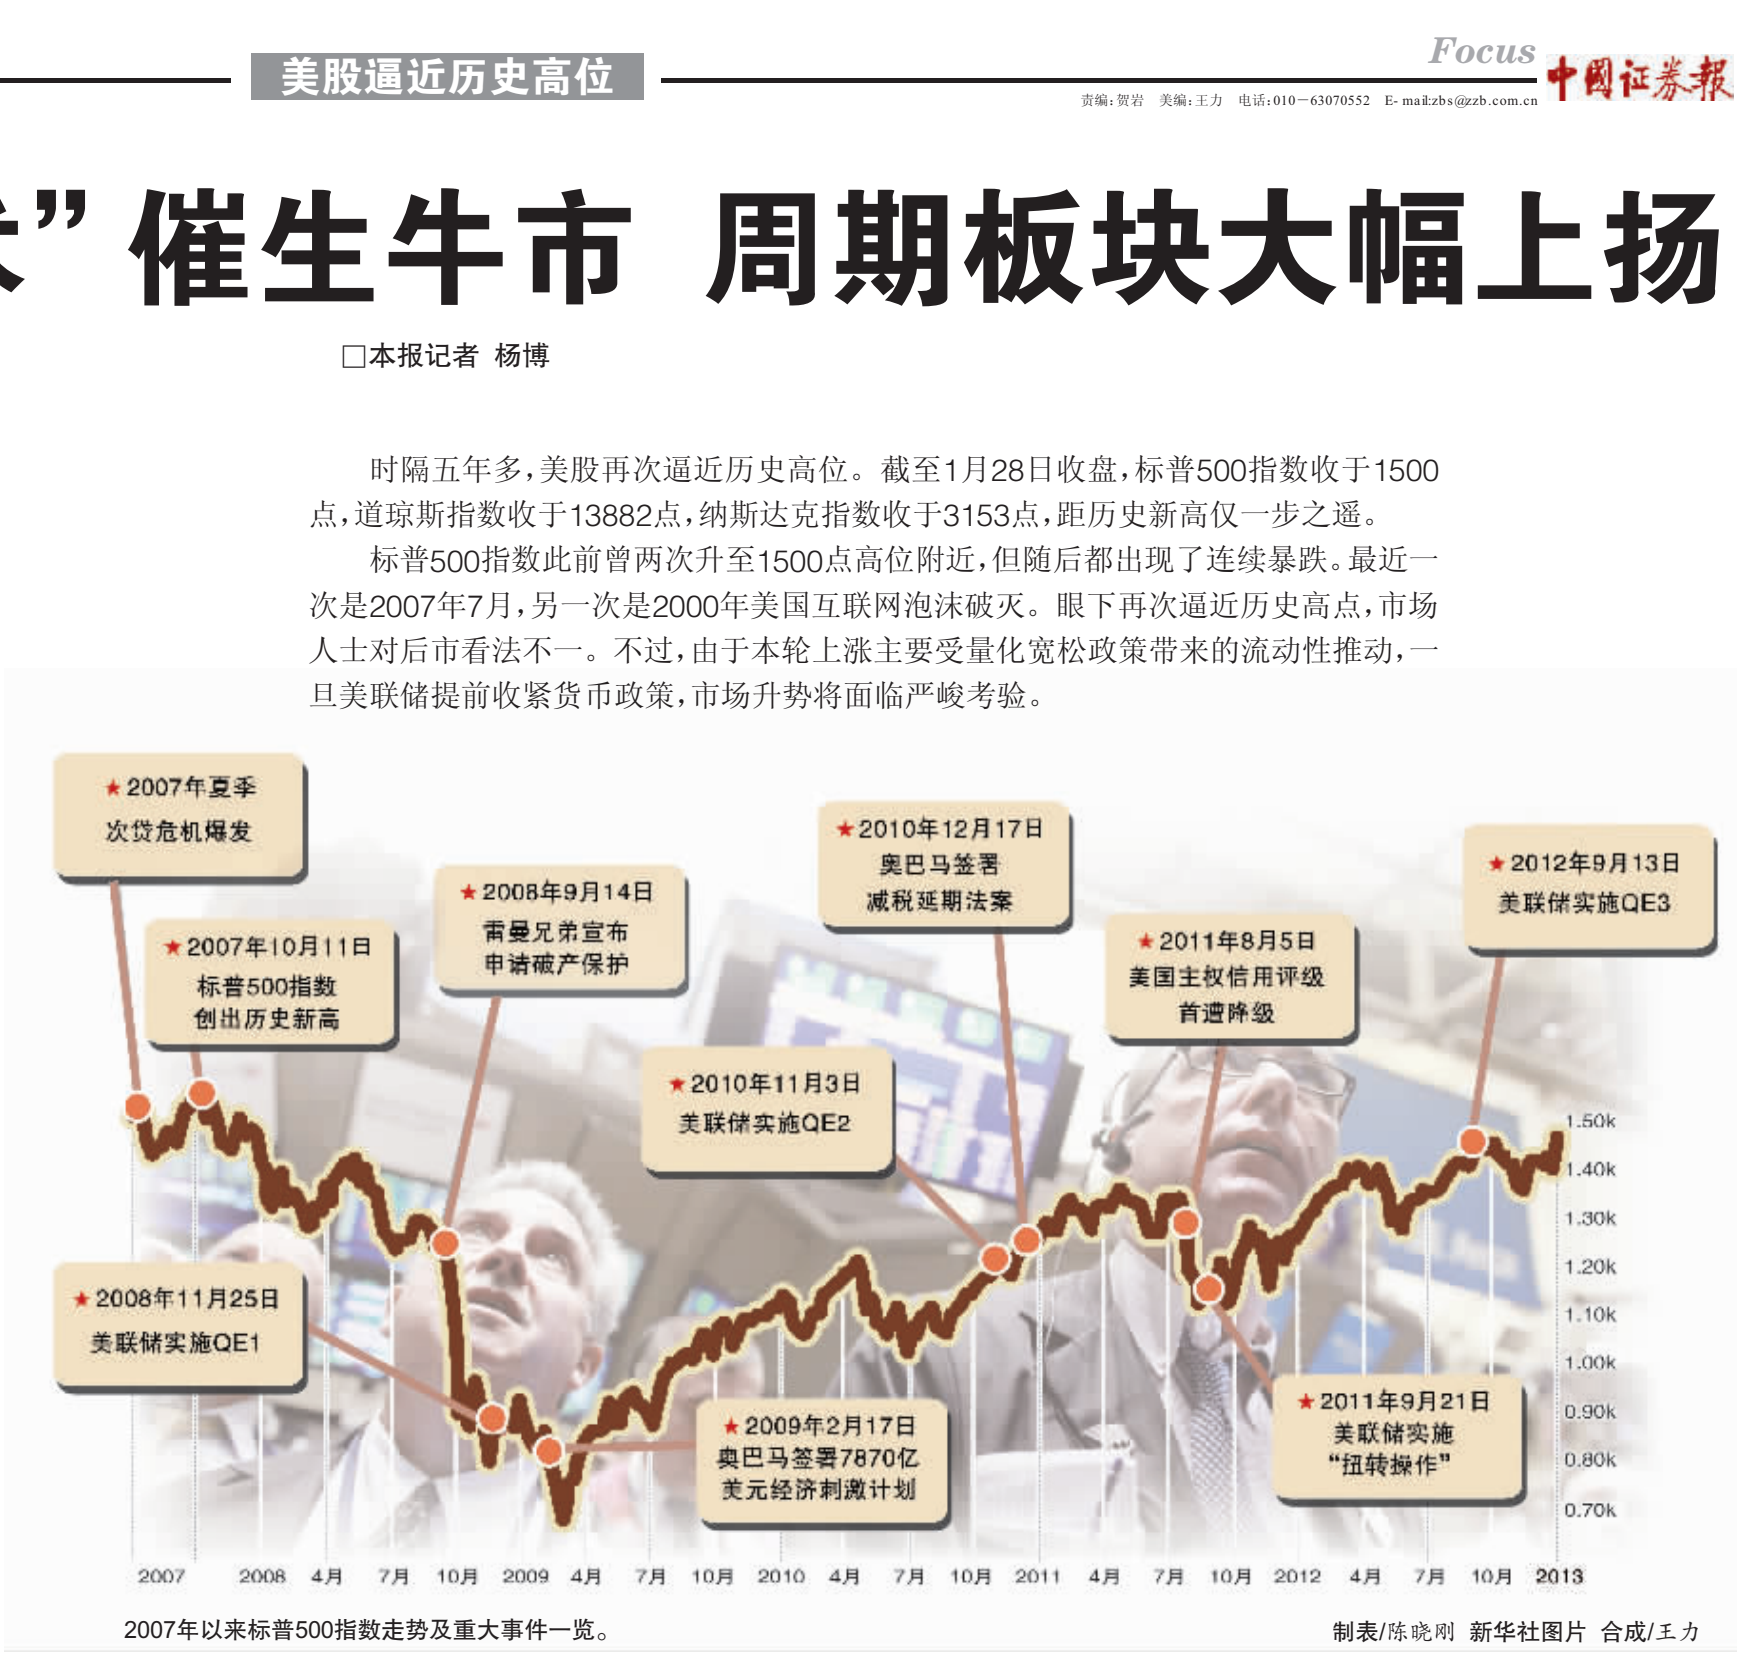 美股逼近历史高位
Focus
中國证券報
责编:贺岩 美编:王力 电话:010-63070552 E-mail:zbs@zzb.com.cn
”催生牛市 周期板块大幅上扬
□本报记者 杨博
时隔五年多,美股再次逼近历史高位。截至1月28日收盘,标普500指数收于1500
点,道琼斯指数收于13882点,纳斯达克指数收于3153点,距历史新高仅一步之遥。
标普500指数此前曾两次升至1500点高位附近,但随后都出现了连续暴跌。最近一
次是2007年7月,另一次是2000年美国互联网泡沫破灭。眼下再次逼近历史高点,市场
人士对后市看法不一。不过,由于本轮上涨主要受量化宽松政策带来的流动性推动,一
旦美联储提前收紧货币政策,市场升势将面临严峻考验。
★2007年夏季
次贷危机爆发
★2007年10月11日
标普500指数
创出历史新高
★2008年9月14日
雷曼兄弟宣布
申请破产保护
★2010年12月17日
奥巴马签署
减税延期法案
★2010年11月3日
美联储实施QE2
★2011年8月5日
美国主权信用评级
首遭降级
★2012年9月13日
美联储实施QE3
★2008年11月25日
美联储实施QE1
★2009年2月17日
奥巴马签署7870亿
美元经济刺激计划
★2011年9月21日
美联储实施
“扭转操作”
1.50k
1.40k
1.30k
1.20k
1.10k
1.00k
0.90k
0.80k
0.70k
2007 2008 4月 7月 10月 2009 4月 7月 10月 2010 4月 7月 10月 2011 4月 7月 10月 2012 4月 7月 10月 2013
2007年以来标普500指数走势及重大事件一览。
制表/陈晓刚 新华社图片 合成/王力